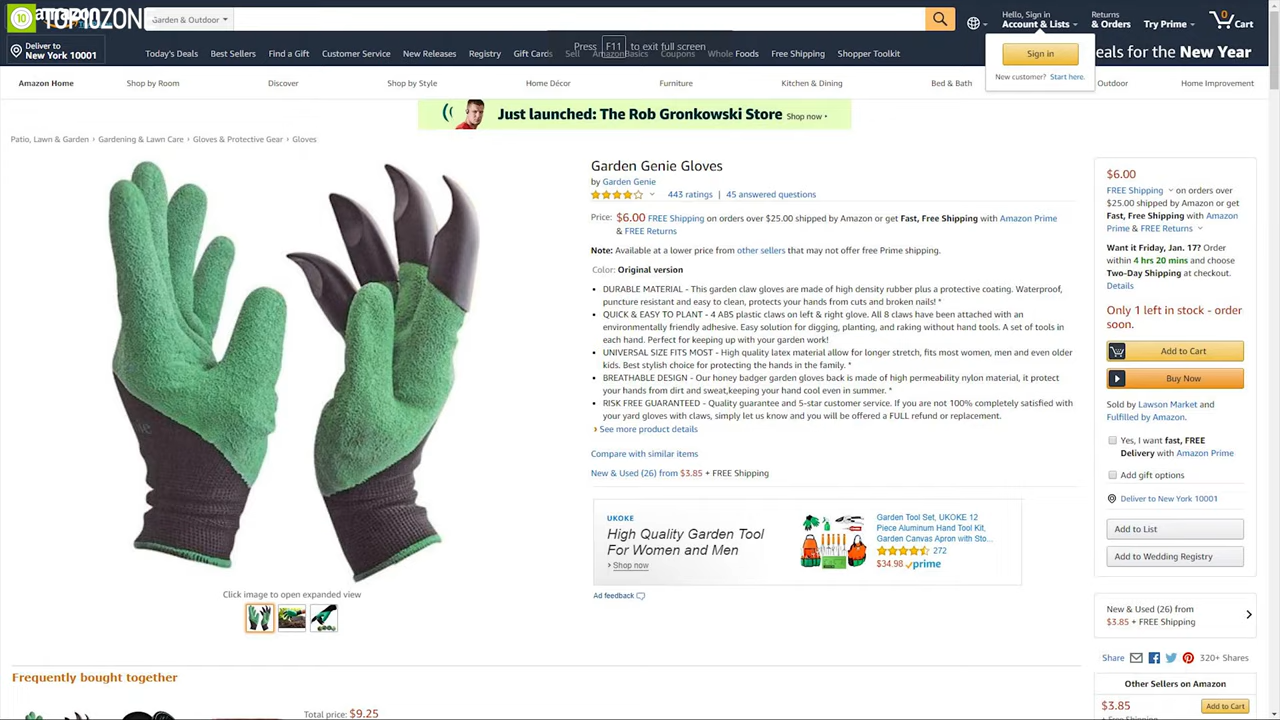 10
Garden & Outdoor
Hello, Sign in
Account & Lists
Returns
& Orders
Try Prime
0
Cart
Deliver to
New York 10001
Today's Deals
Best Sellers
Find a Gift
Customer Service
New Releases
Registry
Gift Cards
Sell
AmazonBasics
Coupons
Whole Foods
Free Shipping
Shopper Toolkit
Press F11 to exit full screen
eals for the New Year
Sign in
New customer? Start here.
Amazon Home
Shop by Room
Discover
Shop by Style
Home Décor
Furniture
Kitchen & Dining
Bed & Bath
Outdoor
Home Improvement
Just launched: The Rob Gronkowski Store Shop now ›
Patio, Lawn & Garden › Gardening & Lawn Care › Gloves & Protective Gear › Gloves
Garden Genie Gloves
by Garden Genie
443 ratings | 45 answered questions
Price: $6.00 FREE Shipping on orders over $25.00 shipped by Amazon or get Fast, Free Shipping with Amazon Prime
& FREE Returns
Note: Available at a lower price from other sellers that may not offer free Prime shipping.
Color: Original version
• DURABLE MATERIAL - This garden claw gloves are made of high density rubber plus a protective coating. Waterproof,
puncture resistant and easy to clean, protects your hands from cuts and broken nails! *
• QUICK & EASY TO PLANT - 4 ABS plastic claws on left & right glove. All 8 claws have been attached with an
environmentally friendly adhesive. Easy solution for digging, planting, and raking without hand tools. A set of tools in
each hand. Perfect for keeping up with your garden work!
• UNIVERSAL SIZE FITS MOST - High quality latex material allow for longer stretch, fits most women, men and even older
kids. Best stylish choice for protecting the hands in the family. *
• BREATHABLE DESIGN - Our honey badger garden gloves back is made of high permeability nylon material, it protect
your hands from dirt and sweat,keeping your hand cool even in summer. *
• RISK FREE GUARANTEED - Quality guarantee and 5-star customer service. If you are not 100% completely satisfied with
your yard gloves with claws, simply let us know and you will be offered a FULL refund or replacement.
› See more product details
Compare with similar items
New & Used (26) from $3.85 + FREE Shipping
UKOKE
High Quality Garden Tool
For Women and Men
› Shop now
Garden Tool Set, UKOKE 12
Piece Aluminum Hand Tool Kit,
Garden Canvas Apron with Sto...
272
$34.98 prime
Ad feedback
Click image to open expanded view
Frequently bought together
Total price: $9.25
$6.00
FREE Shipping on orders over
$25.00 shipped by Amazon or get
Fast, Free Shipping with Amazon
Prime & FREE Returns
Want it Friday, Jan. 17? Order
within 4 hrs 20 mins and choose
Two-Day Shipping at checkout.
Details
Only 1 left in stock - order
soon.
Add to Cart
Buy Now
Sold by Lawson Market and
Fulfilled by Amazon.
Yes, I want fast, FREE
Delivery with Amazon Prime
Add gift options
Deliver to New York 10001
Add to List
Add to Wedding Registry
New & Used (26) from
$3.85 + FREE Shipping
Share
320+ Shares
Other Sellers on Amazon
$3.85
Add to Cart
+ Free Shipping